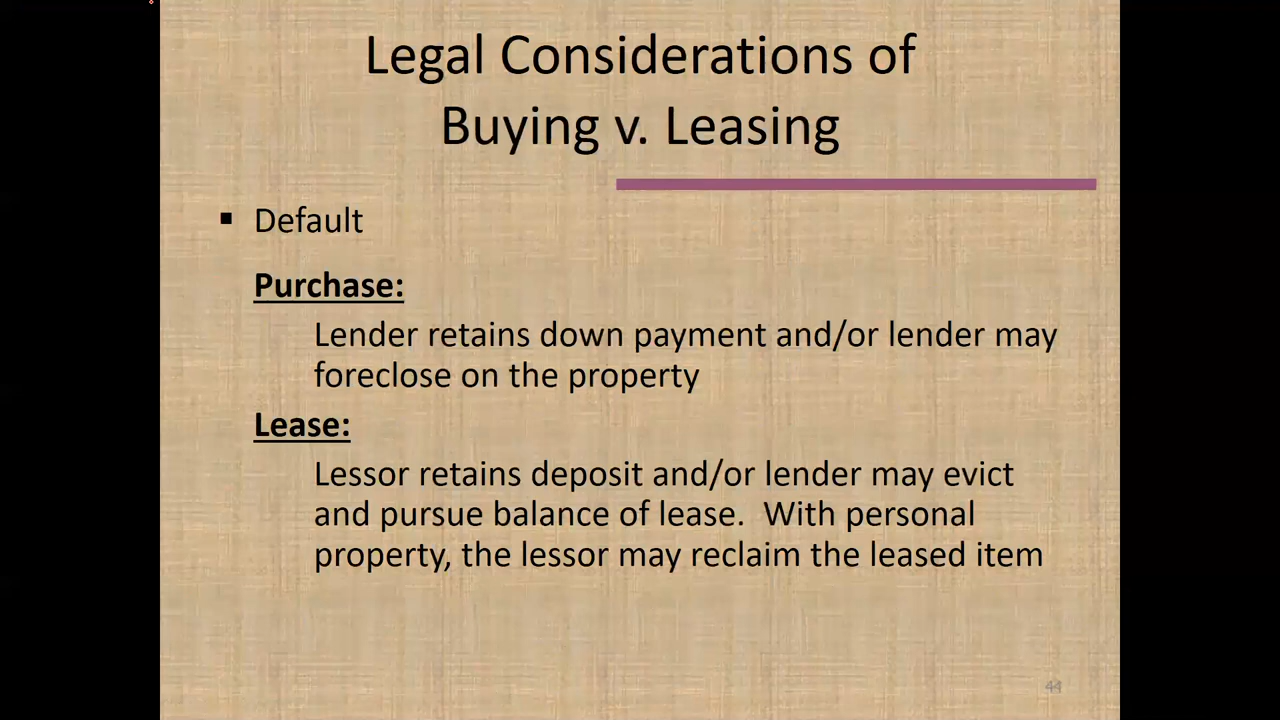 Legal Considerations of
Buying v. Leasing
▪ Default
Purchase:
Lender retains down payment and/or lender may
foreclose on the property
Lease:
Lessor retains deposit and/or lender may evict
and pursue balance of lease.  With personal
property, the lessor may reclaim the leased item
44